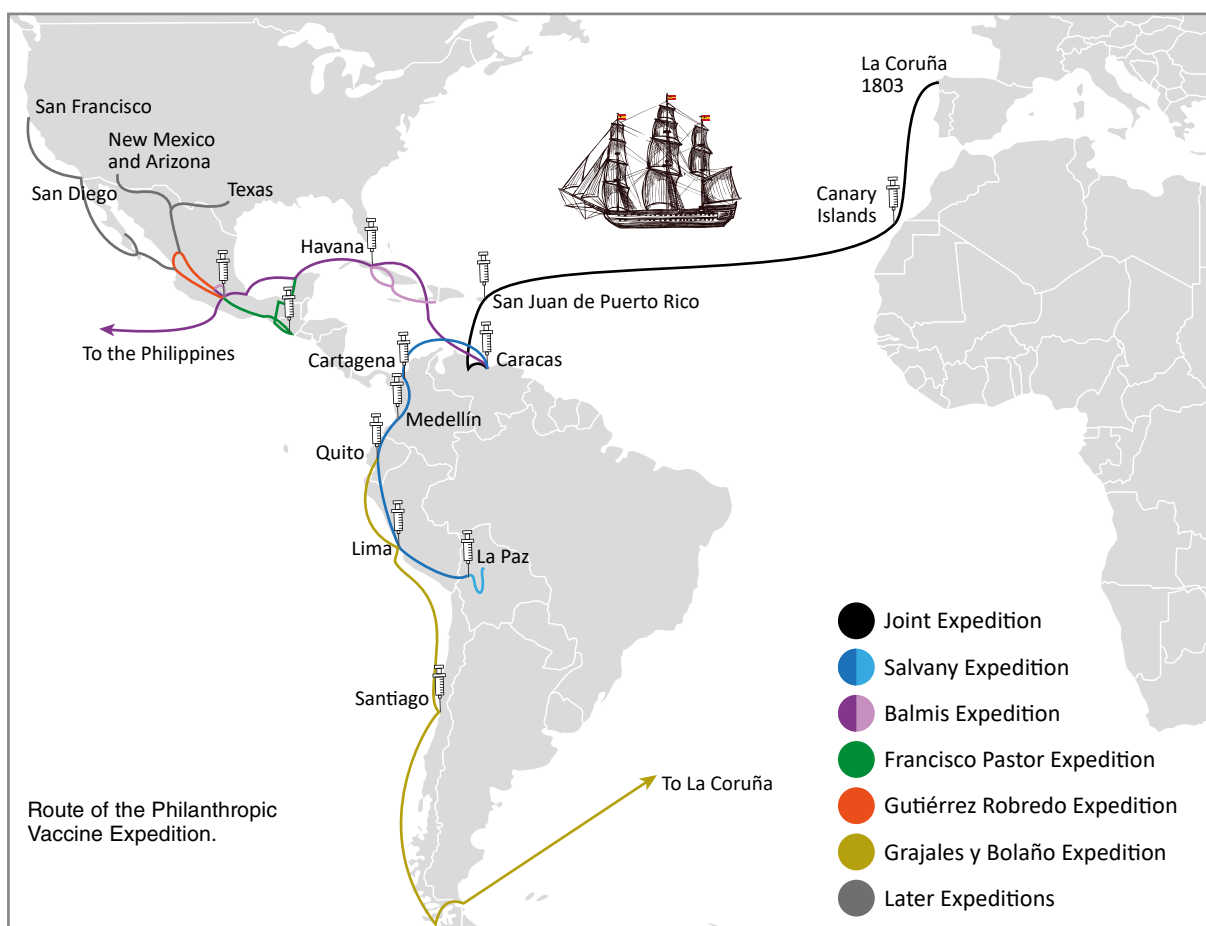 La Coruña
1803
San Francisco
New Mexico
and Arizona
San Diego
Texas
Canary
Islands
Havana
San Juan de Puerto Rico
To the Philippines
Cartagena
Caracas
Medellín
Quito
Lima
La Paz
Santiago
To La Coruña
Route of the Philanthropic
Vaccine Expedition.
Joint Expedition
Salvany Expedition
Balmis Expedition
Francisco Pastor Expedition
Gutiérrez Robredo Expedition
Grajales y Bolaño Expedition
Later Expeditions